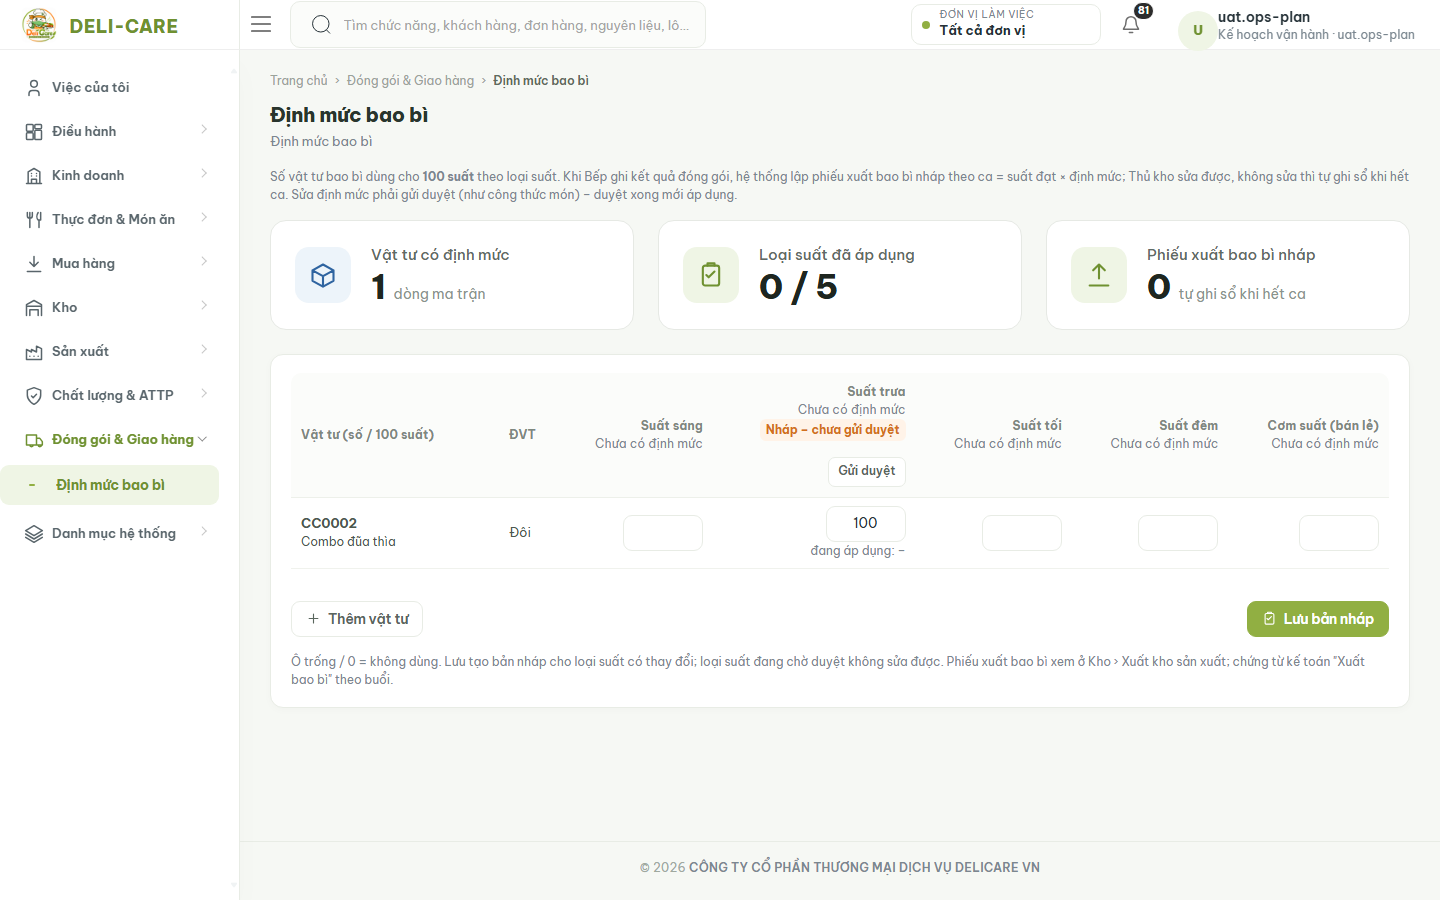 DELI-CARE
Tìm chức năng, khách hàng, đơn hàng, nguyên liệu, lô...
ĐƠN VỊ LÀM VIỆC
Tất cả đơn vị
81
U
uat.ops-plan
Kế hoạch vận hành · uat.ops-plan
Việc của tôi
Điều hành
Kinh doanh
Thực đơn & Món ăn
Mua hàng
Kho
Sản xuất
Chất lượng & ATTP
Đóng gói & Giao hàng
Định mức bao bì
Danh mục hệ thống
Trang chủ › Đóng gói & Giao hàng › Định mức bao bì
Định mức bao bì
Định mức bao bì
Số vật tư bao bì dùng cho 100 suất theo loại suất. Khi Bếp ghi kết quả đóng gói, hệ thống lập phiếu xuất bao bì nháp theo ca = suất đạt × định mức; Thủ kho sửa được, không sửa thì tự ghi sổ khi hết
ca. Sửa định mức phải gửi duyệt (như công thức món) – duyệt xong mới áp dụng.
Vật tư có định mức
1 dòng ma trận
Loại suất đã áp dụng
0 / 5
Phiếu xuất bao bì nháp
0 tự ghi sổ khi hết ca
Vật tư (số / 100 suất)
ĐVT
Suất sáng
Chưa có định mức
Suất trưa
Chưa có định mức
Nháp – chưa gửi duyệt
Gửi duyệt
Suất tối
Chưa có định mức
Suất đêm
Chưa có định mức
Cơm suất (bán lẻ)
Chưa có định mức
CC0002
Combo đũa thìa
Đôi
100
đang áp dụng: –
Thêm vật tư
Lưu bản nháp
Ô trống / 0 = không dùng. Lưu tạo bản nháp cho loại suất có thay đổi; loại suất đang chờ duyệt không sửa được. Phiếu xuất bao bì xem ở Kho › Xuất kho sản xuất; chứng từ kế toán "Xuất
bao bì" theo buổi.
© 2026 CÔNG TY CỔ PHẦN THƯƠNG MẠI DỊCH VỤ DELICARE VN